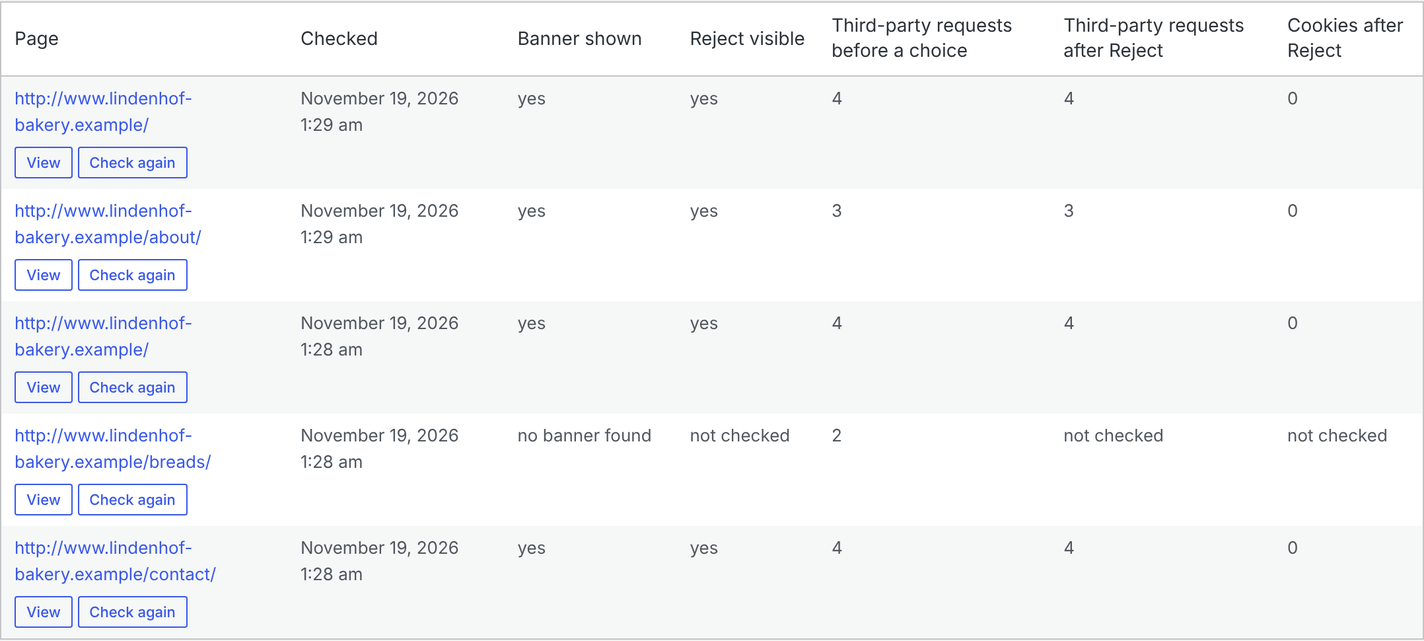 Page
Checked
Banner shown
Reject visible
Third-party requests
before a choice
Third-party requests
after Reject
Cookies after
Reject
http://www.lindenhof-
bakery.example/
View
Check again
November 19, 2026
1:29 am
yes
yes
4
4
0
http://www.lindenhof-
bakery.example/about/
View
Check again
November 19, 2026
1:29 am
yes
yes
3
3
0
http://www.lindenhof-
bakery.example/
View
Check again
November 19, 2026
1:28 am
yes
yes
4
4
0
http://www.lindenhof-
bakery.example/breads/
View
Check again
November 19, 2026
1:28 am
no banner found
not checked
2
not checked
not checked
http://www.lindenhof-
bakery.example/contact/
View
Check again
November 19, 2026
1:28 am
yes
yes
4
4
0